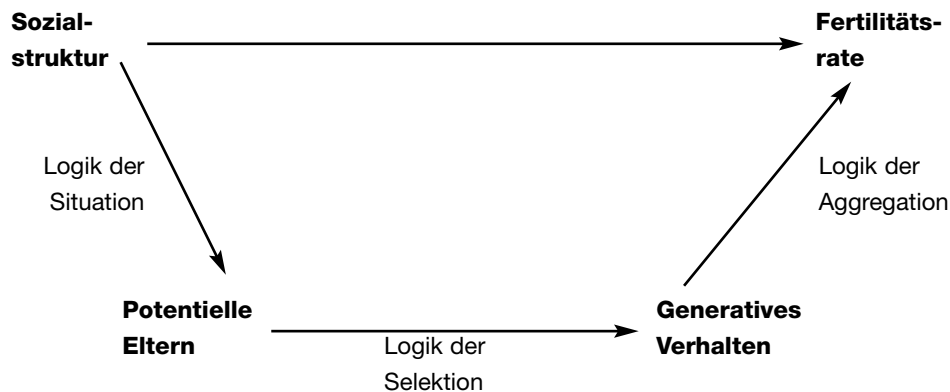 Sozial-
struktur
Fertilitäts-
rate
Logik der
Situation
Logik der
Aggregation
Potentielle
Eltern
Logik der
Selektion
Generatives
Verhalten